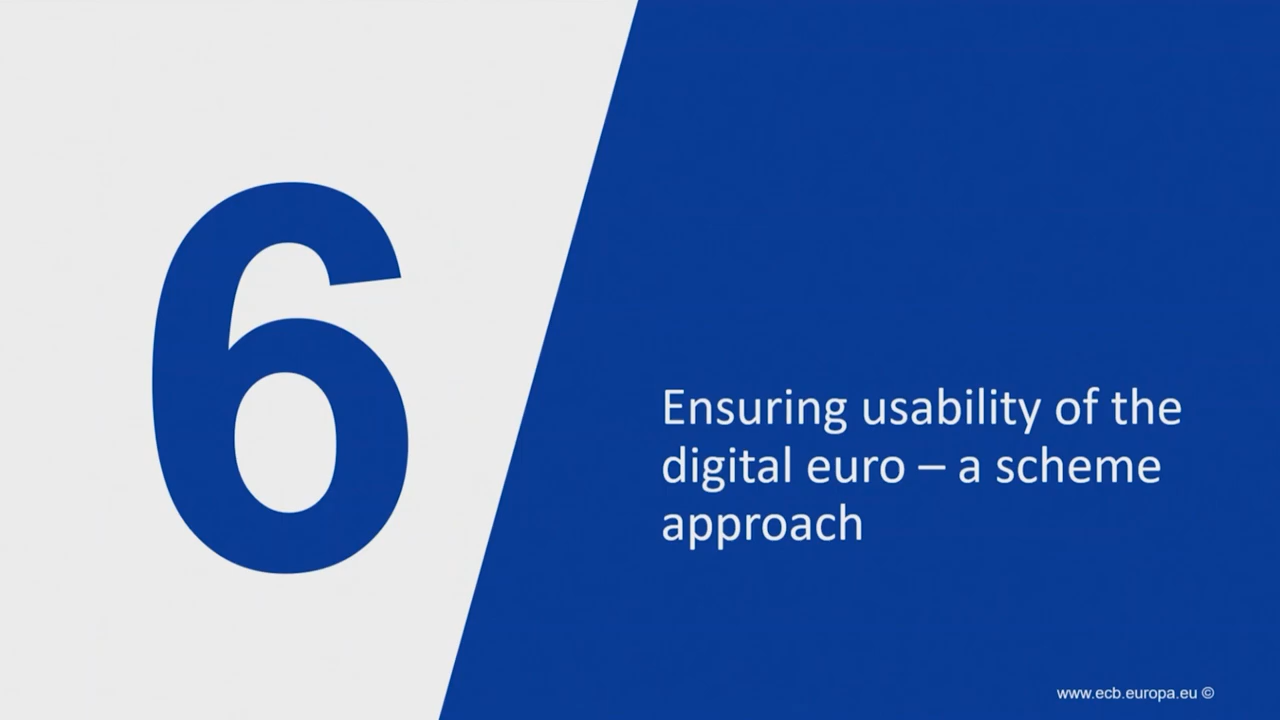 6
Ensuring usability of the
digital euro – a scheme
approach
www.ecb.europa.eu ©